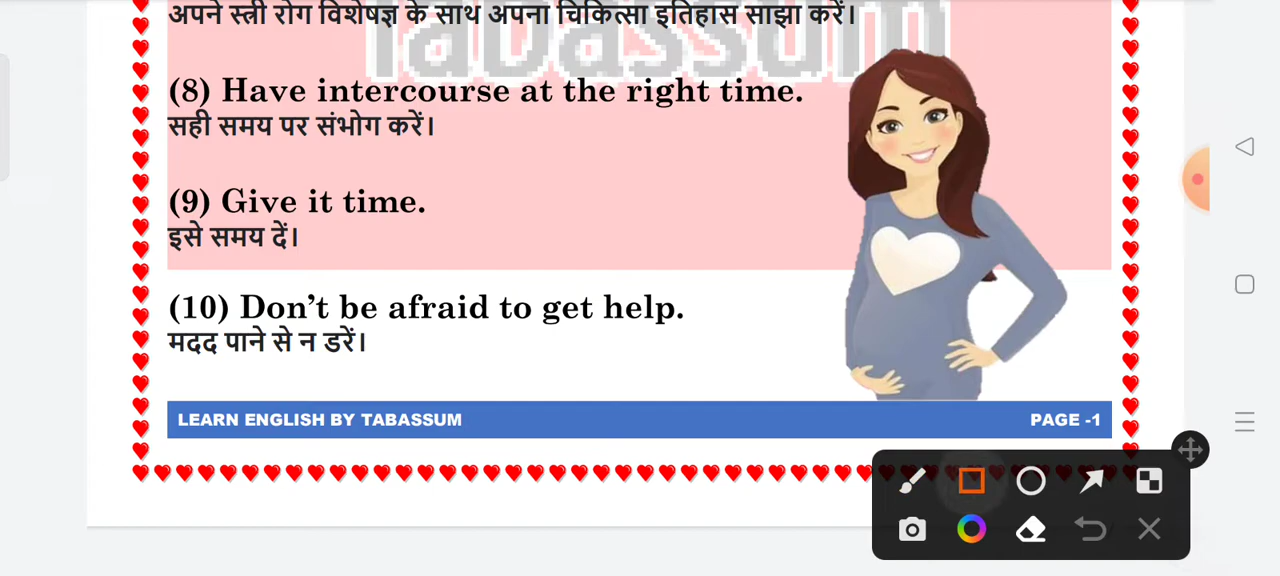 अपने स्त्री रोग विशेषज्ञ के साथ अपना चिकित्सा इतिहास साझा करें।
Tabassum
(8) Have intercourse at the right time.
सही समय पर संभोग करें।
(9) Give it time.
इसे समय दें।
(10) Don't be afraid to get help.
मदद पाने से न डरें।
LEARN ENGLISH BY TABASSUM
PAGE -1